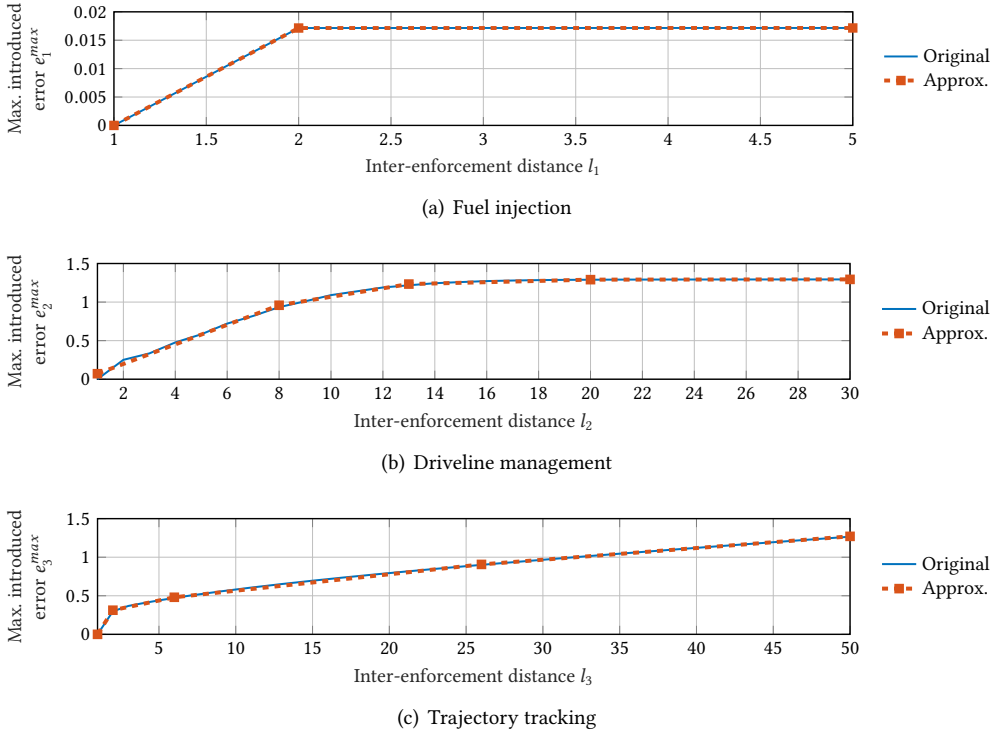 Max. introduced
error e_1^{max}
0.02
0.015
0.01
0.005
0
1 1.5 2 2.5 3 3.5 4 4.5 5
Inter-enforcement distance l_1
Original
Approx.
(a) Fuel injection
Max. introduced
error e_2^{max}
1.5
1
0.5
0
2 4 6 8 10 12 14 16 18 20 22 24 26 28 30
Inter-enforcement distance l_2
Original
Approx.
(b) Driveline management
Max. introduced
error e_3^{max}
1.5
1
0.5
0
5 10 15 20 25 30 35 40 45 50
Inter-enforcement distance l_3
Original
Approx.
(c) Trajectory tracking